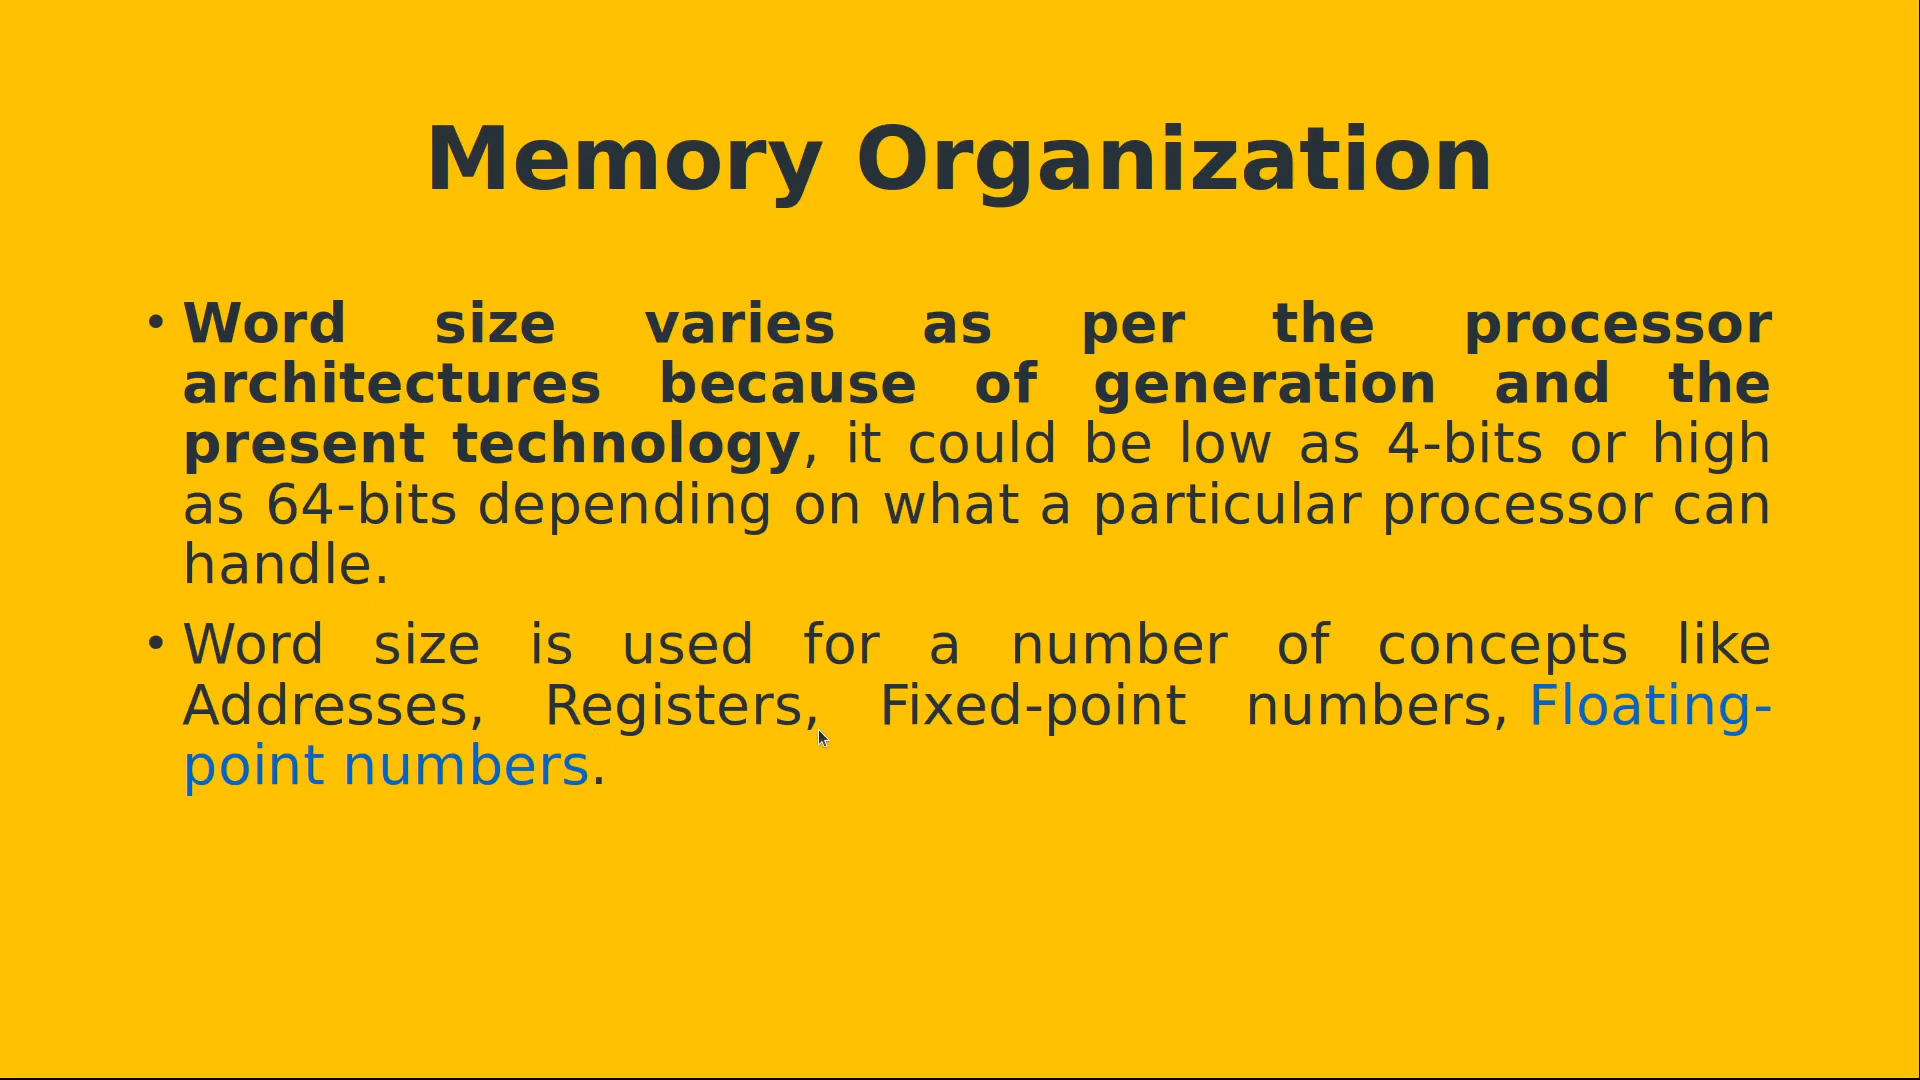 Memory Organization
• Word size varies as per the processor
architectures because of generation and the
present technology, it could be low as 4-bits or high
as 64-bits depending on what a particular processor can
handle.
• Word size is used for a number of concepts like
Addresses, Registers, Fixed-point numbers, Floating-
point numbers.